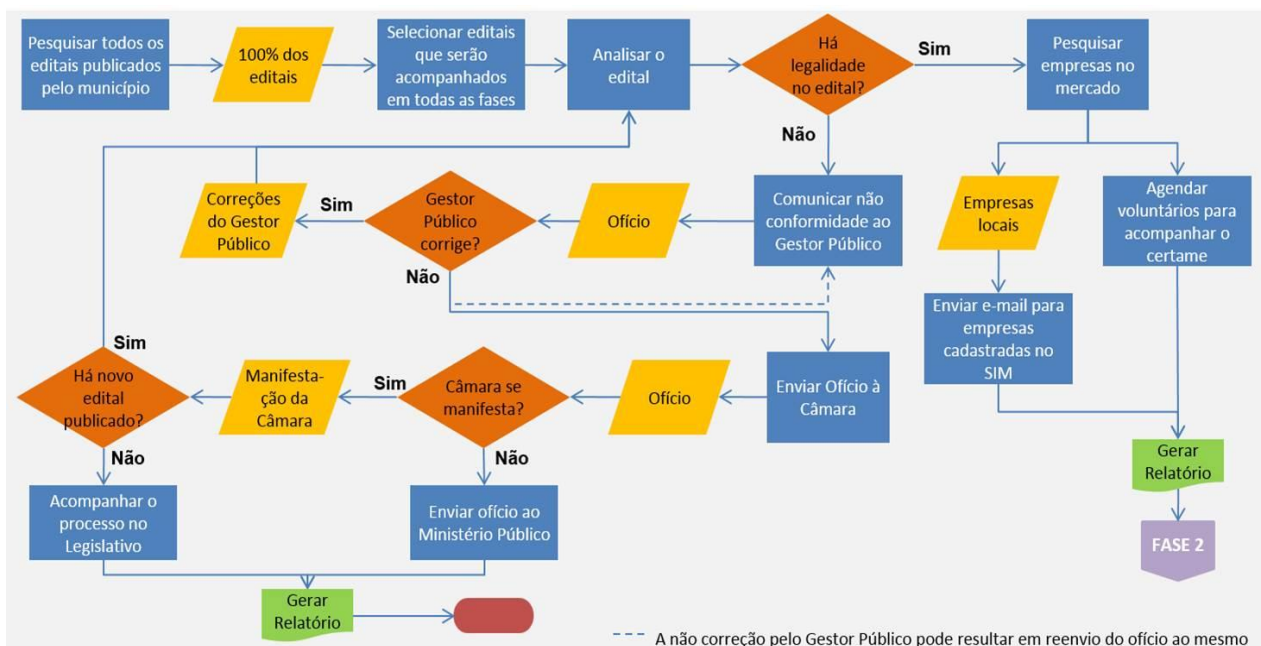 Pesquisar todos os
editais publicados
pelo município
100% dos
editais
Selecionar editais
que serão
acompanhados
em todas as fases
Analisar o
edital
Há
legalidade
no edital?
Sim
Pesquisar
empresas no
mercado
Não
Correções
do Gestor
Público
Sim
Gestor
Público
corrige?
Não
Ofício
Comunicar não
conformidade ao
Gestor Público
Empresas
locais
Agendar
voluntários para
acompanhar o
certame
Enviar e-mail para
empresas
cadastradas no
SIM
Sim
Há novo
edital
publicado?
Não
Manifesta-
ção da
Câmara
Sim
Câmara se
manifesta?
Não
Ofício
Enviar Ofício à
Câmara
Gerar
Relatório
FASE 2
Acompanhar o
processo no
Legislativo
Enviar ofício ao
Ministério Público
Gerar
Relatório
A não correção pelo Gestor Público pode resultar em reenvio do ofício ao mesmo